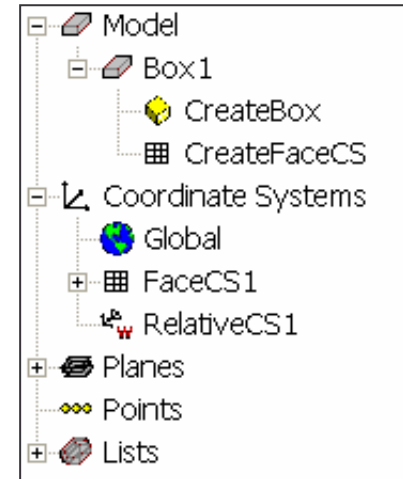 Model
Box1
CreateBox
CreateFaceCS
Coordinate Systems
Global
FaceCS1
RelativeCS1
Planes
Points
Lists